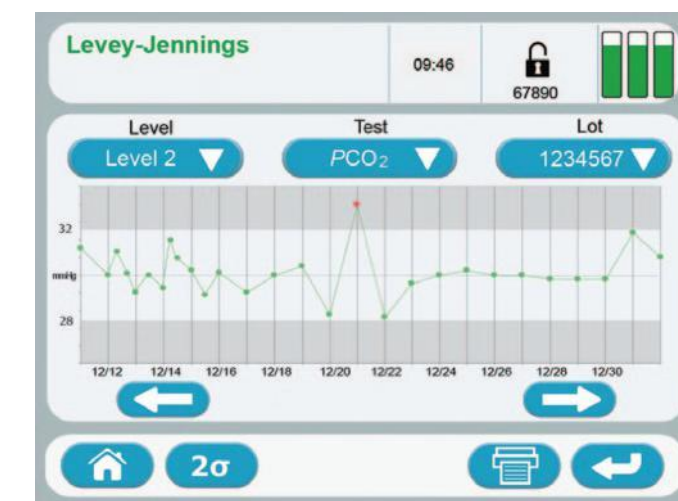 Levey-Jennings
09:46
67890
Level Test Lot
Level 2 PCO₂ 1234567
32
mmHg
28
12/12 12/14 12/16 12/18 12/20 12/22 12/24 12/26 12/28 12/30
2σ